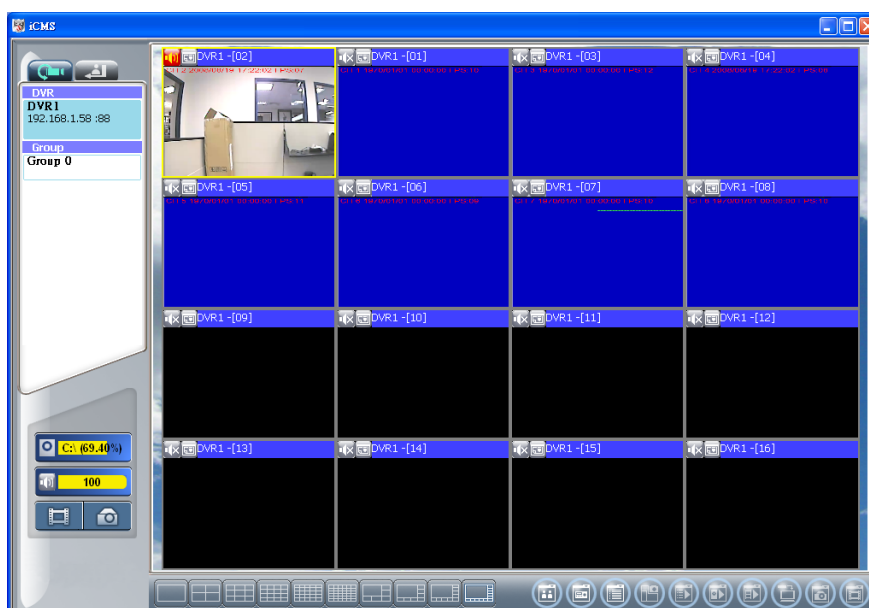 iCMS
DVR
DVR1
192.168.1.58 :88
Group
Group 0
C:\ (69.40%)
100
DVR1 -[02]
DVR1 -[01]
DVR1 -[03]
DVR1 -[04]
DVR1 -[05]
DVR1 -[06]
DVR1 -[07]
DVR1 -[08]
DVR1 -[09]
DVR1 -[10]
DVR1 -[11]
DVR1 -[12]
DVR1 -[13]
DVR1 -[14]
DVR1 -[15]
DVR1 -[16]